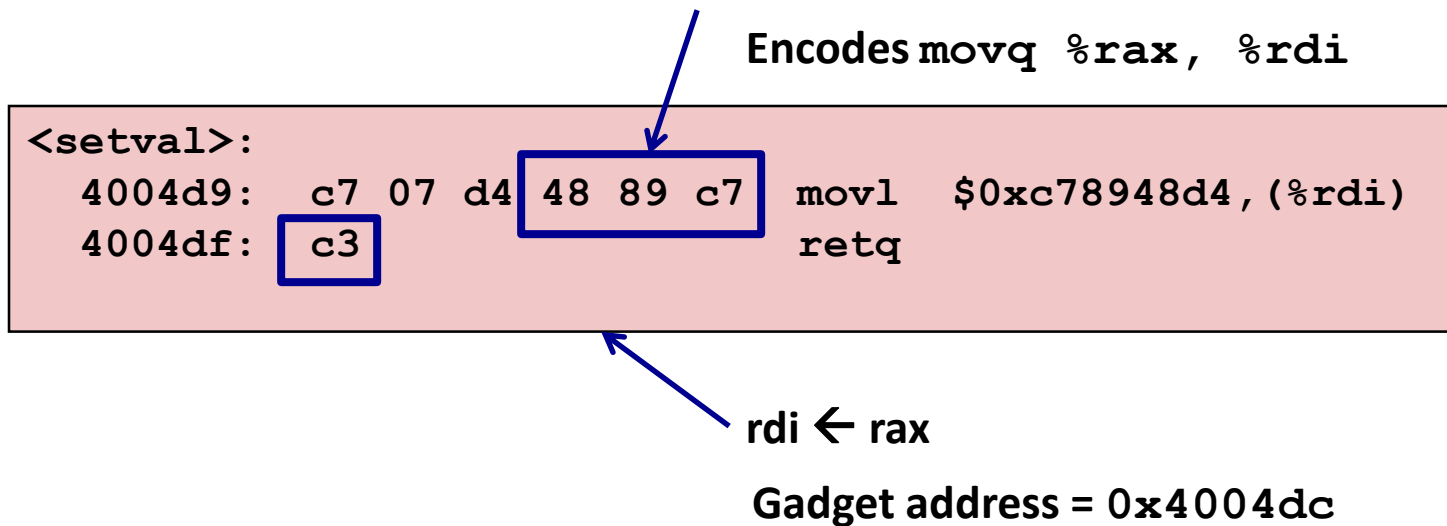 Encodes movq %rax, %rdi
<setval>:
4004d9: c7 07 d4 48 89 c7 movl $0xc78948d4,(%rdi)
4004df: c3 retq
rdi ← rax
Gadget address = 0x4004dc